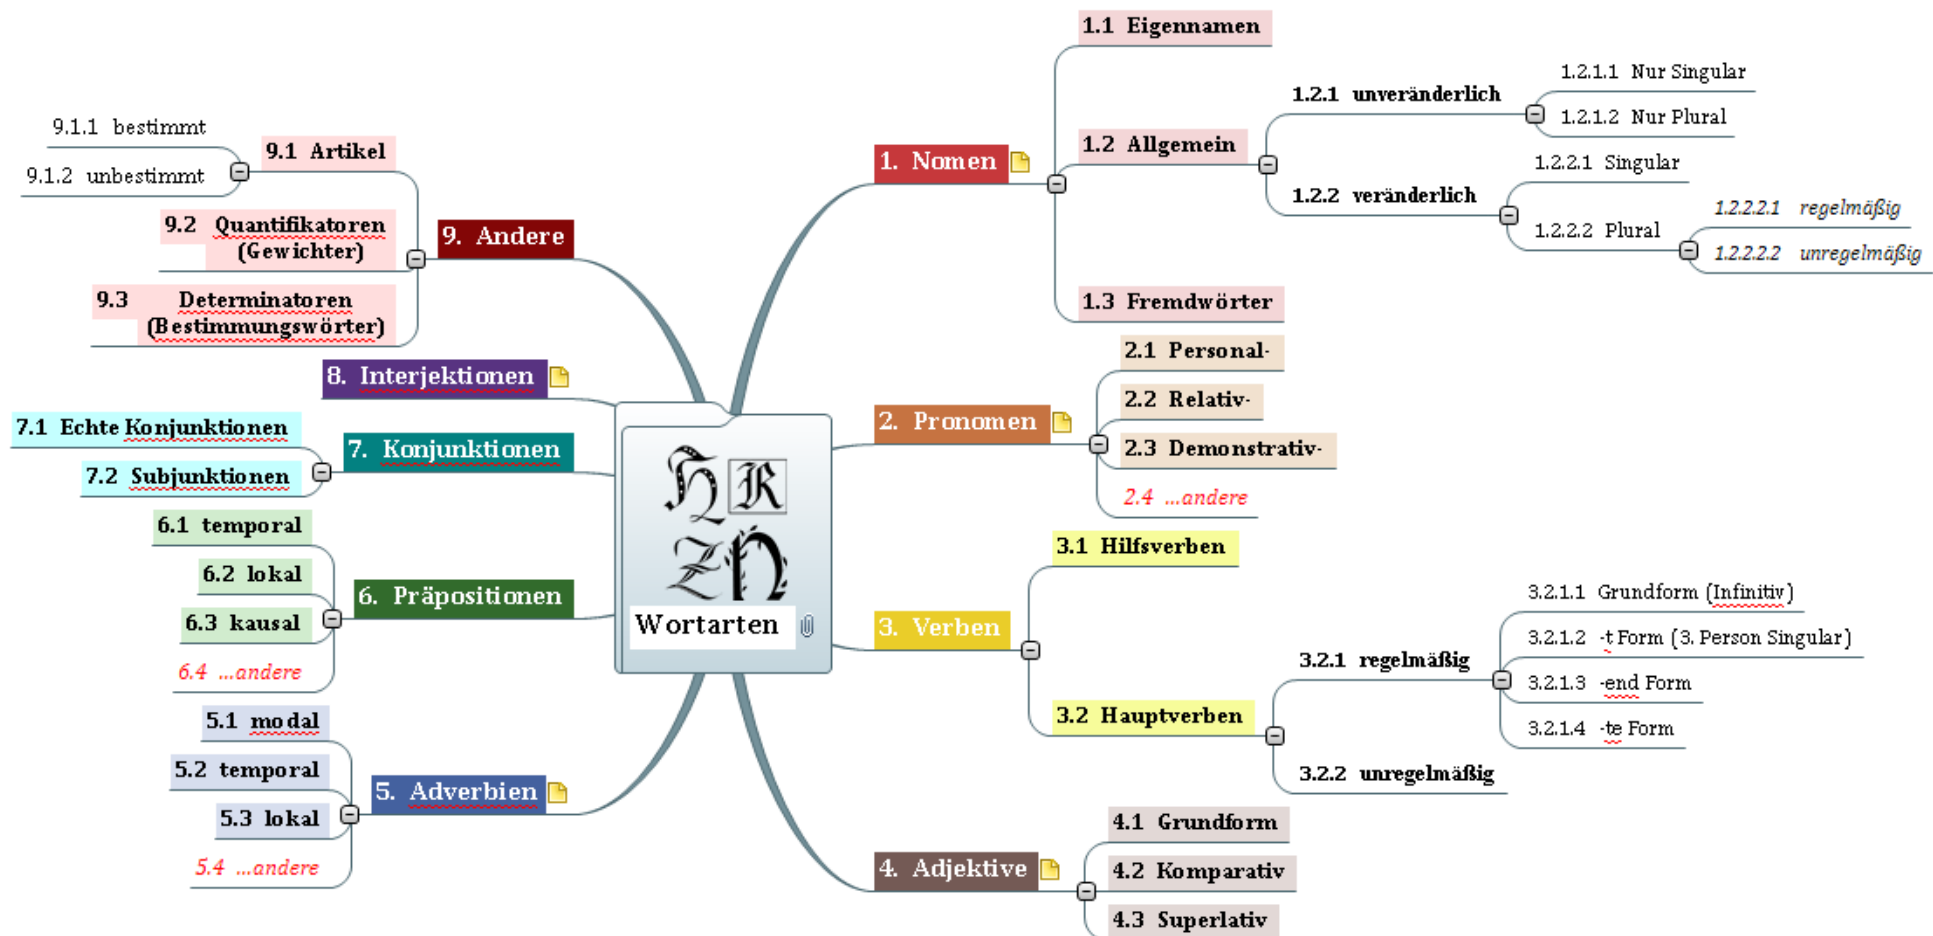 Wortarten
1. Nomen
1.1 Eigennamen
1.2 Allgemein
1.2.1 unveränderlich
1.2.1.1 Nur Singular
1.2.1.2 Nur Plural
1.2.2 veränderlich
1.2.2.1 Singular
1.2.2.2 Plural
1.2.2.2.1 regelmäßig
1.2.2.2.2 unregelmäßig
1.3 Fremdwörter
2. Pronomen
2.1 Personal-
2.2 Relativ-
2.3 Demonstrativ-
2.4 ...andere
3. Verben
3.1 Hilfsverben
3.2 Hauptverben
3.2.1 regelmäßig
3.2.1.1 Grundform (Infinitiv)
3.2.1.2 -t Form (3. Person Singular)
3.2.1.3 -end Form
3.2.1.4 -te Form
3.2.2 unregelmäßig
4. Adjektive
4.1 Grundform
4.2 Komparativ
4.3 Superlativ
5. Adverbien
5.1 modal
5.2 temporal
5.3 lokal
5.4 ...andere
6. Präpositionen
6.1 temporal
6.2 lokal
6.3 kausal
6.4 ...andere
7. Konjunktionen
7.1 Echte Konjunktionen
7.2 Subjunktionen
8. Interjektionen
9. Andere
9.1 Artikel
9.1.1 bestimmt
9.1.2 unbestimmt
9.2 Quantifikatoren
(Gewichter)
9.3 Determinatoren
(Bestimmungswörter)